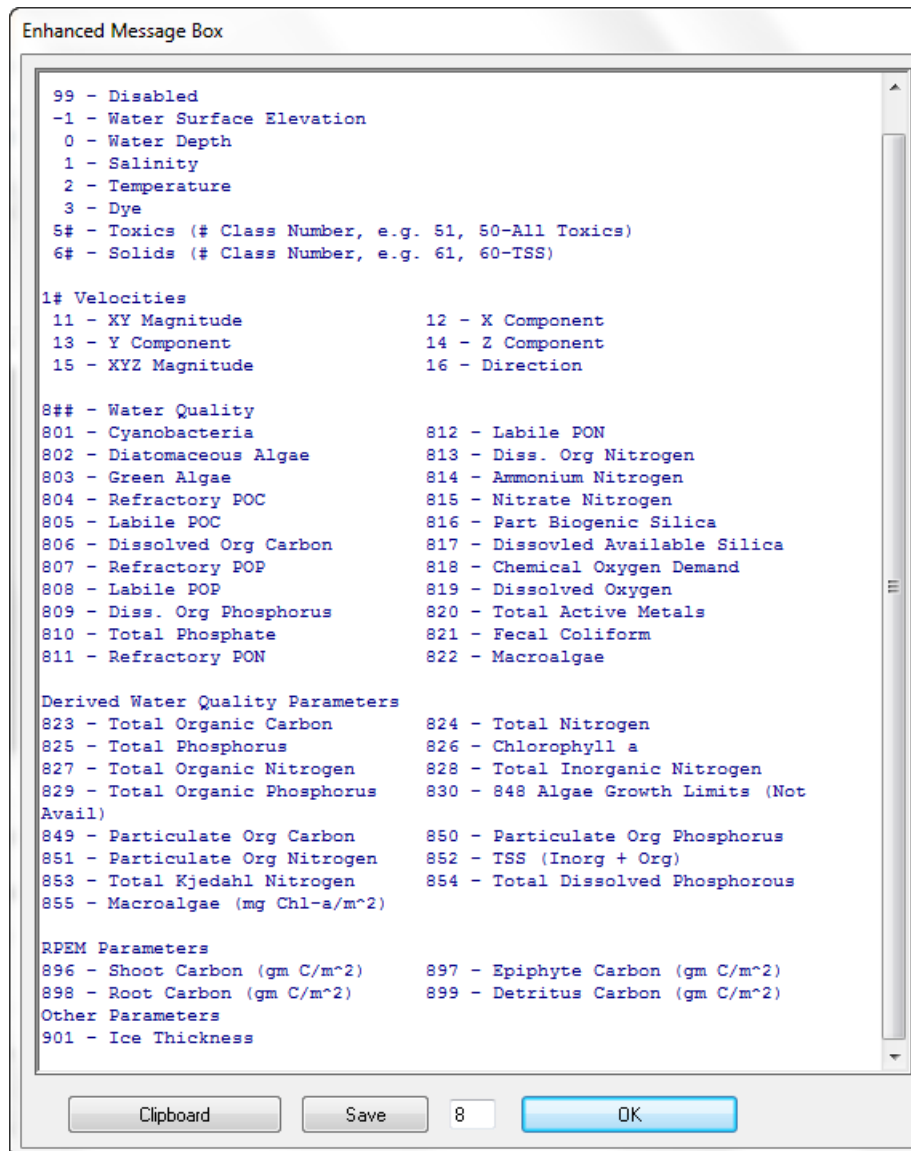 Enhanced Message Box
99 - Disabled
-1 - Water Surface Elevation
0 - Water Depth
1 - Salinity
2 - Temperature
3 - Dye
5# - Toxics (# Class Number, e.g. 51, 50-All Toxics)
6# - Solids (# Class Number, e.g. 61, 60-TSS)
1# Velocities
11 - XY Magnitude 12 - X Component
13 - Y Component 14 - Z Component
15 - XYZ Magnitude 16 - Direction
8## - Water Quality
801 - Cyanobacteria 812 - Labile PON
802 - Diatomaceous Algae 813 - Diss. Org Nitrogen
803 - Green Algae 814 - Ammonium Nitrogen
804 - Refractory POC 815 - Nitrate Nitrogen
805 - Labile POC 816 - Part Biogenic Silica
806 - Dissolved Org Carbon 817 - Dissovled Available Silica
807 - Refractory POP 818 - Chemical Oxygen Demand
808 - Labile POP 819 - Dissolved Oxygen
809 - Diss. Org Phosphorus 820 - Total Active Metals
810 - Total Phosphate 821 - Fecal Coliform
811 - Refractory PON 822 - Macroalgae
Derived Water Quality Parameters
823 - Total Organic Carbon 824 - Total Nitrogen
825 - Total Phosphorus 826 - Chlorophyll a
827 - Total Organic Nitrogen 828 - Total Inorganic Nitrogen
829 - Total Organic Phosphorus 830 - 848 Algae Growth Limits (Not
Avail)
849 - Particulate Org Carbon 850 - Particulate Org Phosphorus
851 - Particulate Org Nitrogen 852 - TSS (Inorg + Org)
853 - Total Kjedahl Nitrogen 854 - Total Dissolved Phosphorous
855 - Macroalgae (mg Chl-a/m^2)
RPEM Parameters
896 - Shoot Carbon (gm C/m^2) 897 - Epiphyte Carbon (gm C/m^2)
898 - Root Carbon (gm C/m^2) 899 - Detritus Carbon (gm C/m^2)
Other Parameters
901 - Ice Thickness
Clipboard Save 8 OK